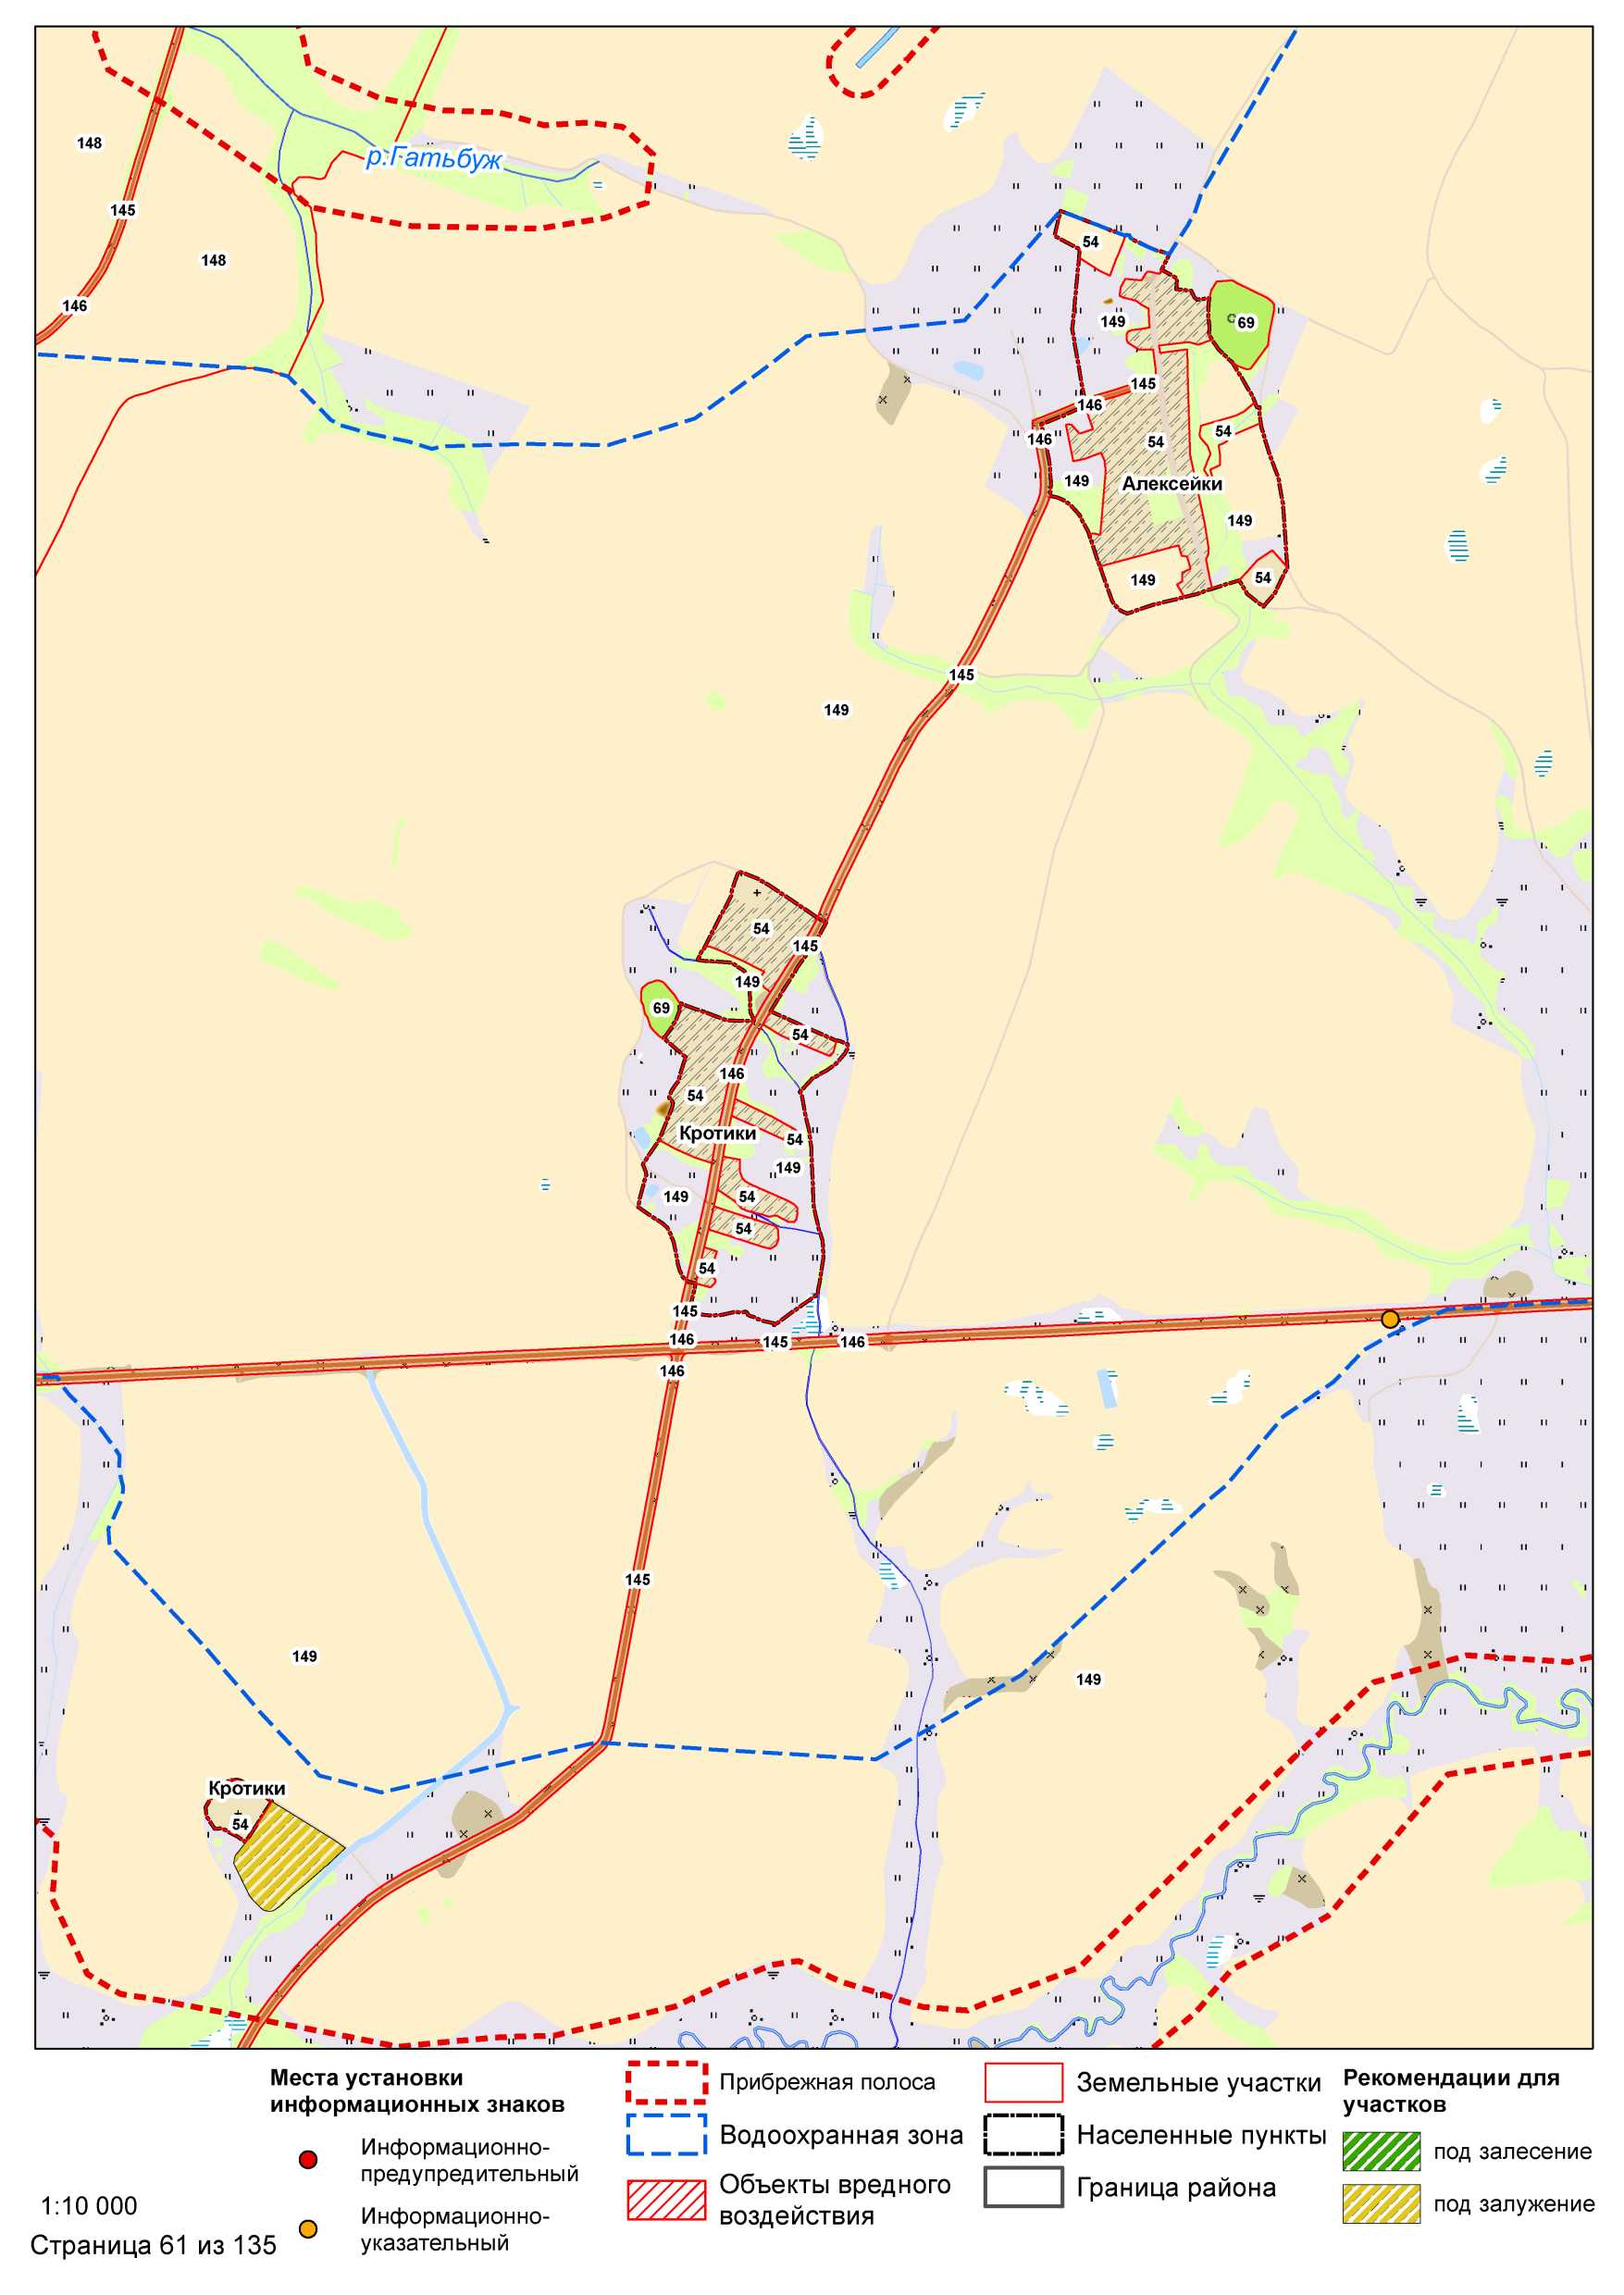 148
р.Гатьбуж
145
54
148
146
149
69
145
146
146
54
54
149
Алексейки
149
149
54
145
149
54
145
149
69
54
146
54
Кротики
54
149
149
54
54
54
145
146
145
146
146
145
149
149
Кротики
54
Места установки
информационных знаков
Информационно-
предупредительный
Информационно-
указательный
Прибрежная полоса
Водоохранная зона
Объекты вредного
воздействия
Земельные участки
Населенные пункты
Граница района
Рекомендации для
участков
под залесение
под залужение
1:10 000
Страница 61 из 135